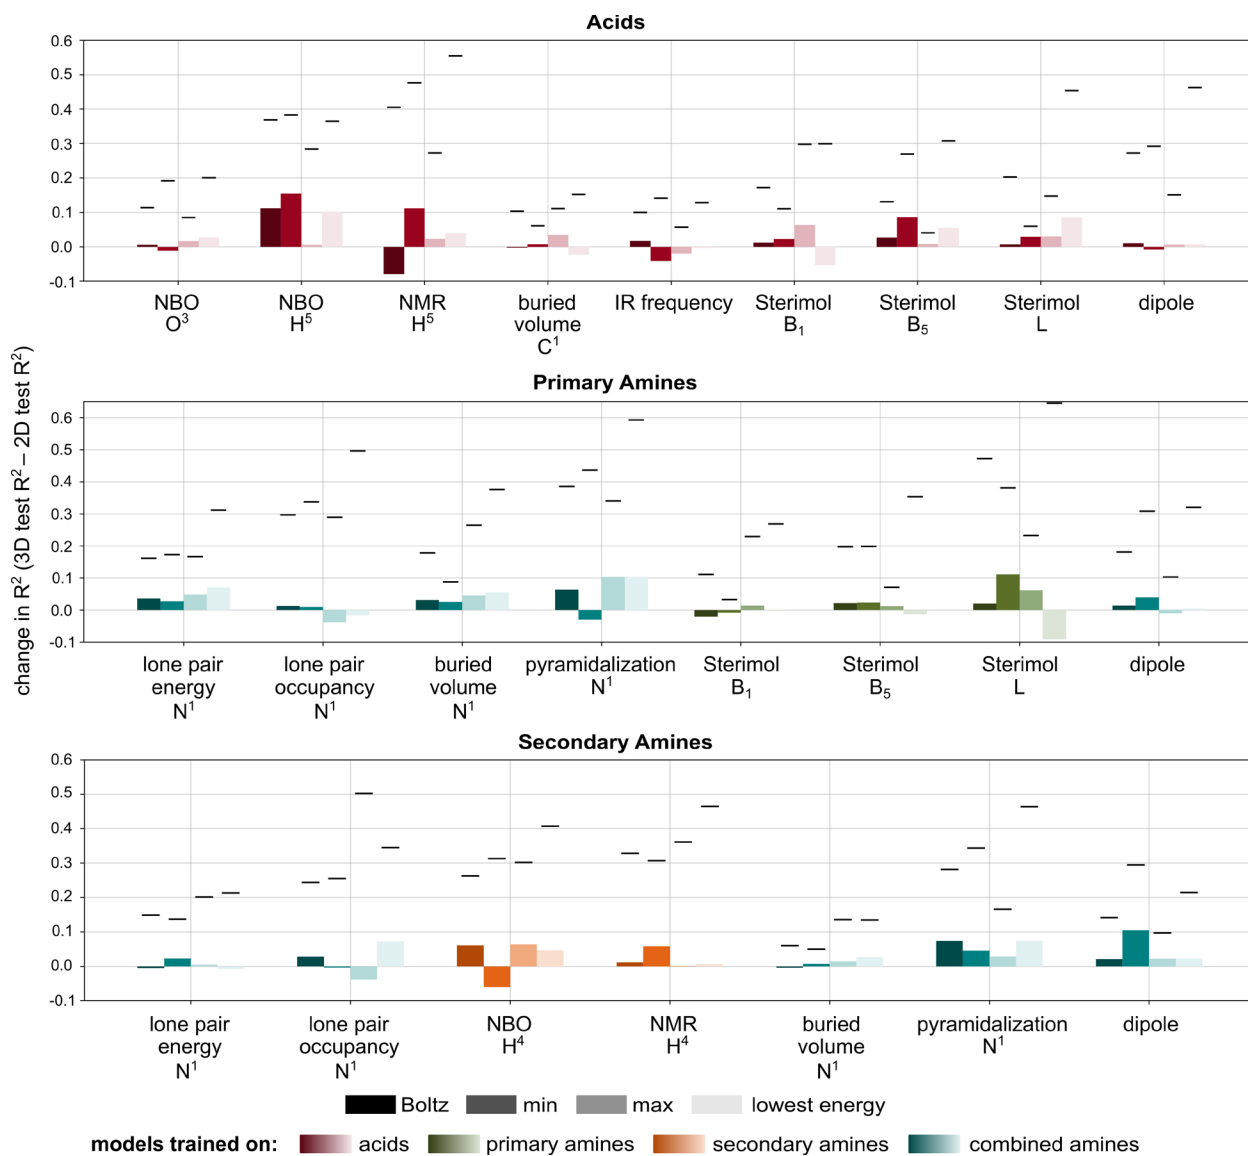 Acids
0.6
0.5
0.4
0.3
0.2
0.1
0.0
-0.1
NBO O³
NBO H⁵
NMR H⁵
buried volume C¹
IR frequency
Sterimol B₁
Sterimol B₅
Sterimol L
dipole
change in R² (3D test R² – 2D test R²)
Primary Amines
0.6
0.5
0.4
0.3
0.2
0.1
0.0
-0.1
lone pair energy N¹
lone pair occupancy N¹
buried volume N¹
pyramidalization N¹
Sterimol B₁
Sterimol B₅
Sterimol L
dipole
Secondary Amines
0.6
0.5
0.4
0.3
0.2
0.1
0.0
-0.1
lone pair energy N¹
lone pair occupancy N¹
NBO H⁴
NMR H⁴
buried volume N¹
pyramidalization N¹
dipole
Boltz min max lowest energy
models trained on: acids primary amines secondary amines combined amines